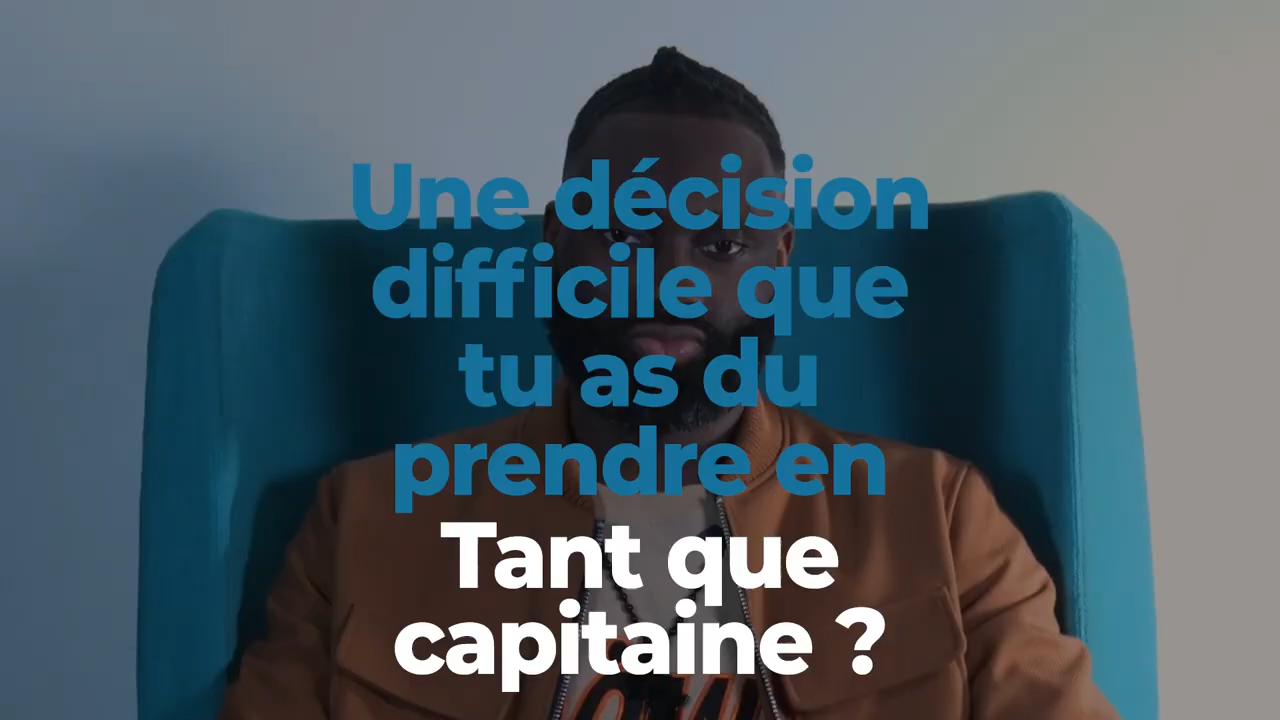 Une décision
difficile que
tu as du
prendre en
Tant que
capitaine ?